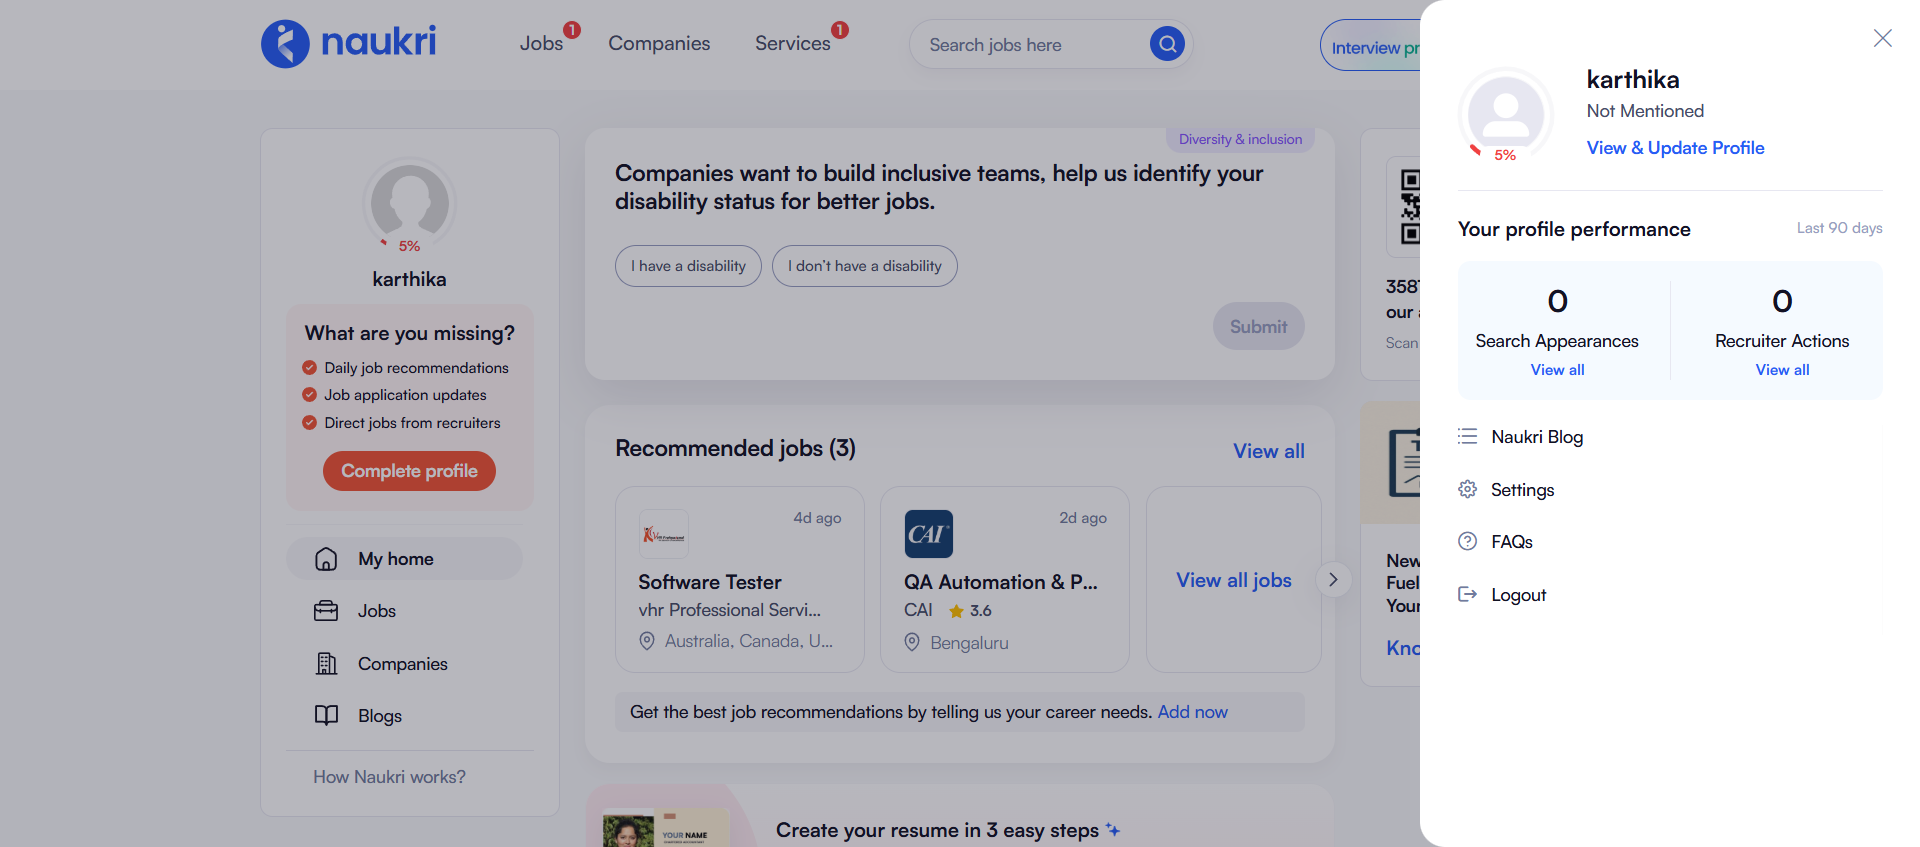 naukri
Jobs 1
Companies
Services 1
Search jobs here
Interview pr
5%
karthika
What are you missing?
Daily job recommendations
Job application updates
Direct jobs from recruiters
Complete profile
My home
Jobs
Companies
Blogs
How Naukri works?
Diversity & inclusion
Companies want to build inclusive teams, help us identify your
disability status for better jobs.
I have a disability
I don't have a disability
Submit
Recommended jobs (3)
View all
4d ago
Software Tester
vhr Professional Servi...
Australia, Canada, U...
CAI
2d ago
QA Automation & P...
CAI 3.6
Bengaluru
View all jobs
Get the best job recommendations by telling us your career needs. Add now
YOUR NAME
Create your resume in 3 easy steps
our
Scan
New
Fuel
Your
Kno
karthika
Not Mentioned
View & Update Profile
5%
Your profile performance
Last 90 days
0
Search Appearances
View all
0
Recruiter Actions
View all
Naukri Blog
Settings
FAQs
Logout